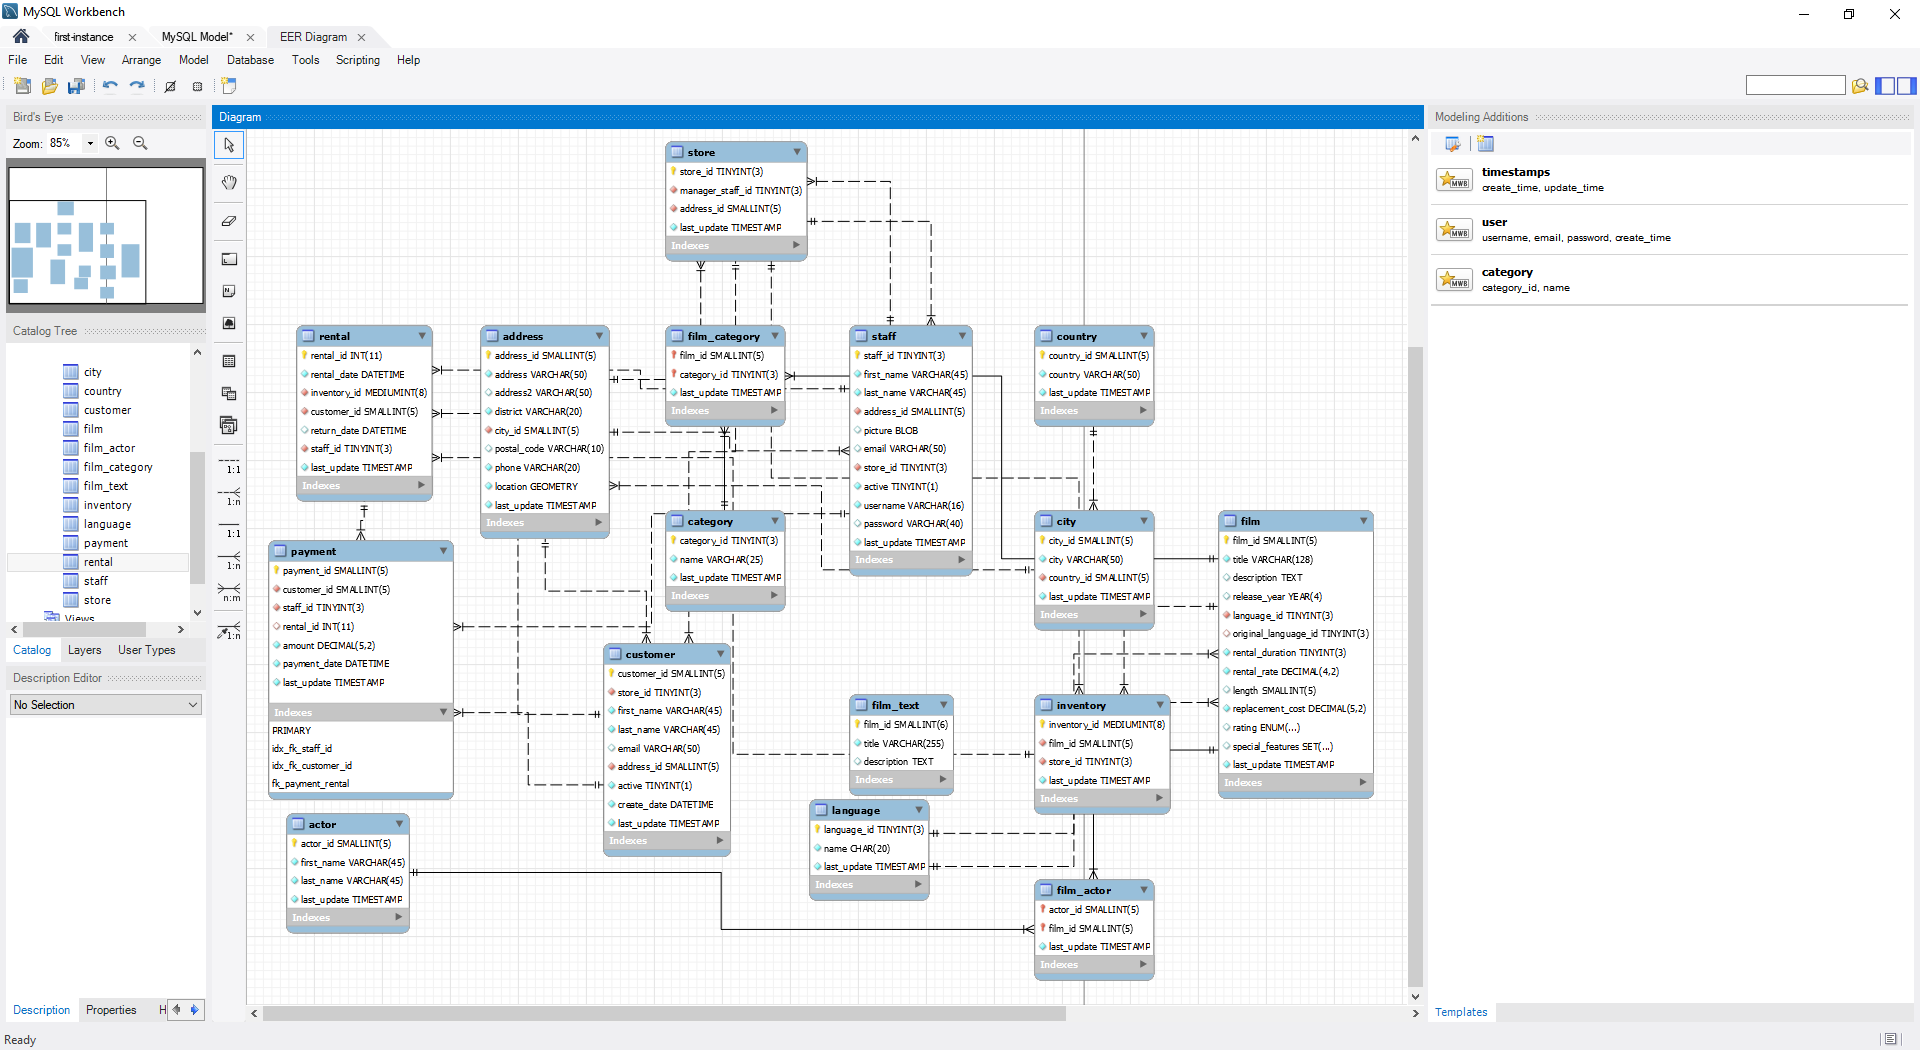 MySQL Workbench
first-instance
MySQL Model*
EER Diagram
File Edit View Arrange Model Database Tools Scripting Help
Bird's Eye
Zoom: 85%
Catalog Tree
city
country
customer
film
film_actor
film_category
film_text
inventory
language
payment
rental
staff
store
Views
Catalog Layers User Types
Description Editor
No Selection
Description Properties H
Ready
Diagram
1:1
1:n
1:1
1:n
n:m
1:n
store
store_id TINYINT(3)
manager_staff_id TINYINT(3)
address_id SMALLINT(5)
last_update TIMESTAMP
Indexes
rental
rental_id INT(11)
rental_date DATETIME
inventory_id MEDIUMINT(8)
customer_id SMALLINT(5)
return_date DATETIME
staff_id TINYINT(3)
last_update TIMESTAMP
Indexes
address
address_id SMALLINT(5)
address VARCHAR(50)
address2 VARCHAR(50)
district VARCHAR(20)
city_id SMALLINT(5)
postal_code VARCHAR(10)
phone VARCHAR(20)
location GEOMETRY
last_update TIMESTAMP
Indexes
film_category
film_id SMALLINT(5)
category_id TINYINT(3)
last_update TIMESTAMP
Indexes
staff
staff_id TINYINT(3)
first_name VARCHAR(45)
last_name VARCHAR(45)
address_id SMALLINT(5)
picture BLOB
email VARCHAR(50)
store_id TINYINT(3)
active TINYINT(1)
username VARCHAR(16)
password VARCHAR(40)
last_update TIMESTAMP
Indexes
country
country_id SMALLINT(5)
country VARCHAR(50)
last_update TIMESTAMP
Indexes
payment
payment_id SMALLINT(5)
customer_id SMALLINT(5)
staff_id TINYINT(3)
rental_id INT(11)
amount DECIMAL(5,2)
payment_date DATETIME
last_update TIMESTAMP
Indexes
PRIMARY
idx_fk_staff_id
idx_fk_customer_id
fk_payment_rental
category
category_id TINYINT(3)
name VARCHAR(25)
last_update TIMESTAMP
Indexes
city
city_id SMALLINT(5)
city VARCHAR(50)
country_id SMALLINT(5)
last_update TIMESTAMP
Indexes
film
film_id SMALLINT(5)
title VARCHAR(128)
description TEXT
release_year YEAR(4)
language_id TINYINT(3)
original_language_id TINYINT(3)
rental_duration TINYINT(3)
rental_rate DECIMAL(4,2)
length SMALLINT(5)
replacement_cost DECIMAL(5,2)
rating ENUM(...)
special_features SET(...)
last_update TIMESTAMP
Indexes
customer
customer_id SMALLINT(5)
store_id TINYINT(3)
first_name VARCHAR(45)
last_name VARCHAR(45)
email VARCHAR(50)
address_id SMALLINT(5)
active TINYINT(1)
create_date DATETIME
last_update TIMESTAMP
Indexes
film_text
film_id SMALLINT(6)
title VARCHAR(255)
description TEXT
Indexes
inventory
inventory_id MEDIUMINT(8)
film_id SMALLINT(5)
store_id TINYINT(3)
last_update TIMESTAMP
Indexes
actor
actor_id SMALLINT(5)
first_name VARCHAR(45)
last_name VARCHAR(45)
last_update TIMESTAMP
Indexes
language
language_id TINYINT(3)
name CHAR(20)
last_update TIMESTAMP
Indexes
film_actor
actor_id SMALLINT(5)
film_id SMALLINT(5)
last_update TIMESTAMP
Indexes
Modeling Additions
MWB
timestamps
create_time, update_time
MWB
user
username, email, password, create_time
MWB
category
category_id, name
Templates